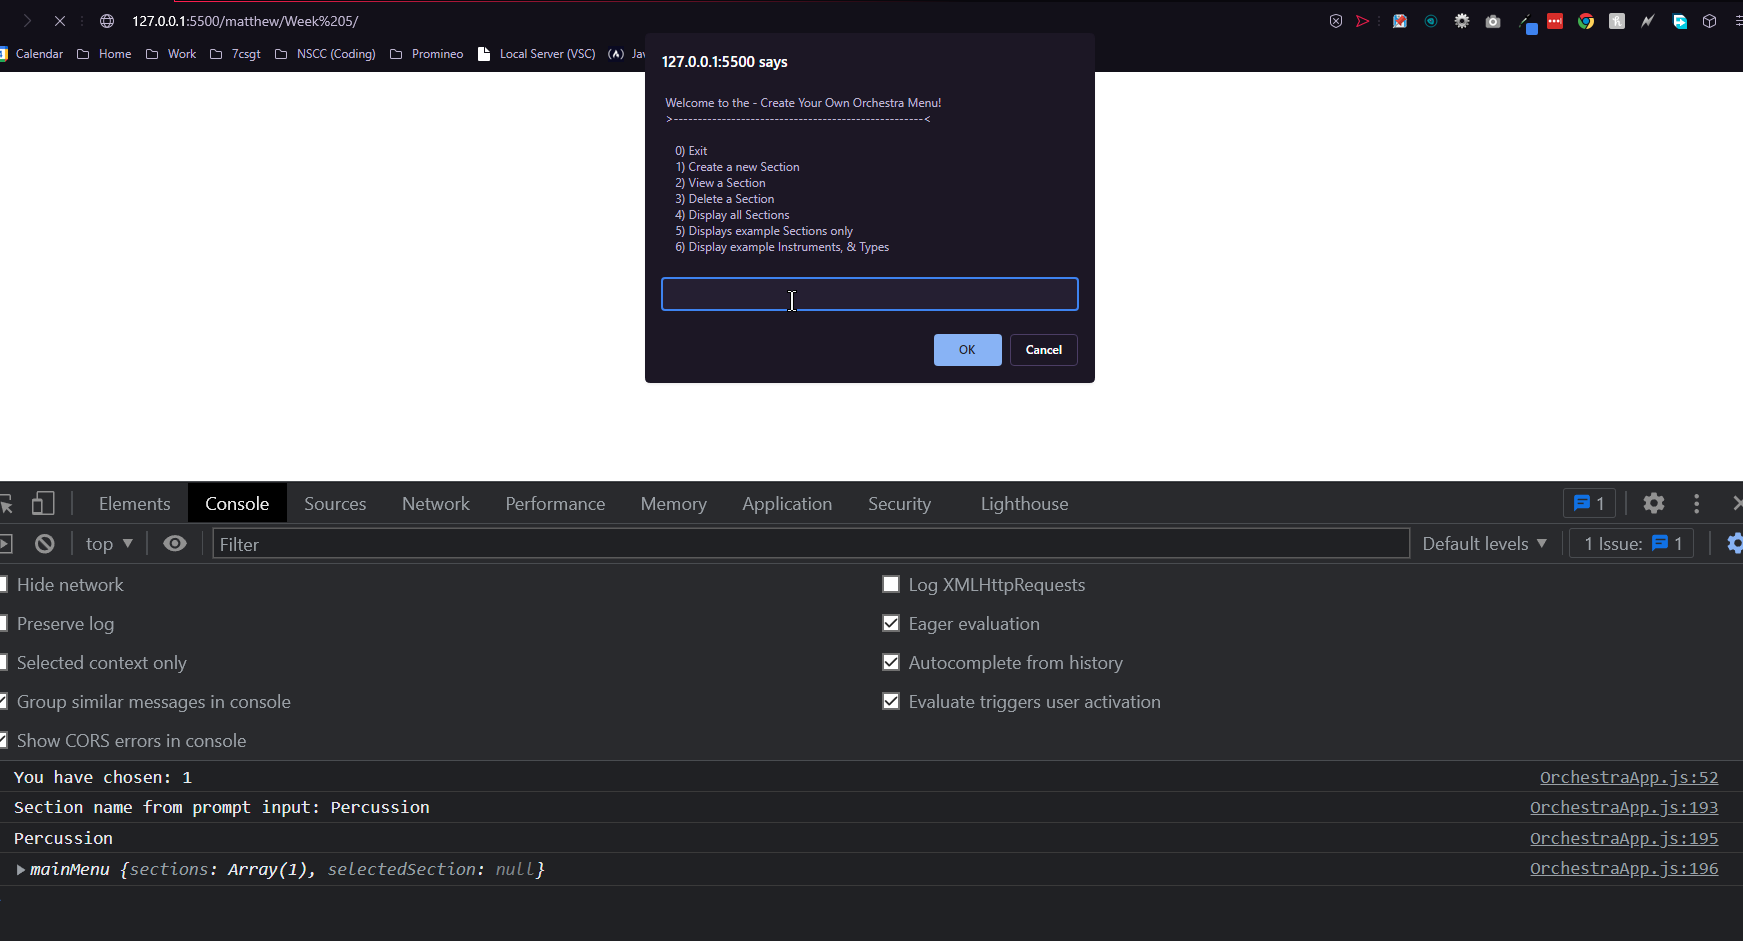 127.0.0.1:5500/matthew/Week%205/
Calendar Home Work 7csgt NSCC (Coding) Promineo Local Server (VSC)
127.0.0.1:5500 says
Welcome to the - Create Your Own Orchestra Menu!
>----------------------------------------------------<
0) Exit
1) Create a new Section
2) View a Section
3) Delete a Section
4) Display all Sections
5) Displays example Sections only
6) Display example Instruments, & Types
OK Cancel
Elements Console Sources Network Performance Memory Application Security Lighthouse 1
top Filter Default levels 1 Issue: 1
Hide network Log XMLHttpRequests
Preserve log Eager evaluation
Selected context only Autocomplete from history
Group similar messages in console Evaluate triggers user activation
Show CORS errors in console
You have chosen: 1 OrchestraApp.js:52
Section name from prompt input: Percussion OrchestraApp.js:193
Percussion OrchestraApp.js:195
mainMenu {sections: Array(1), selectedSection: null} OrchestraApp.js:196